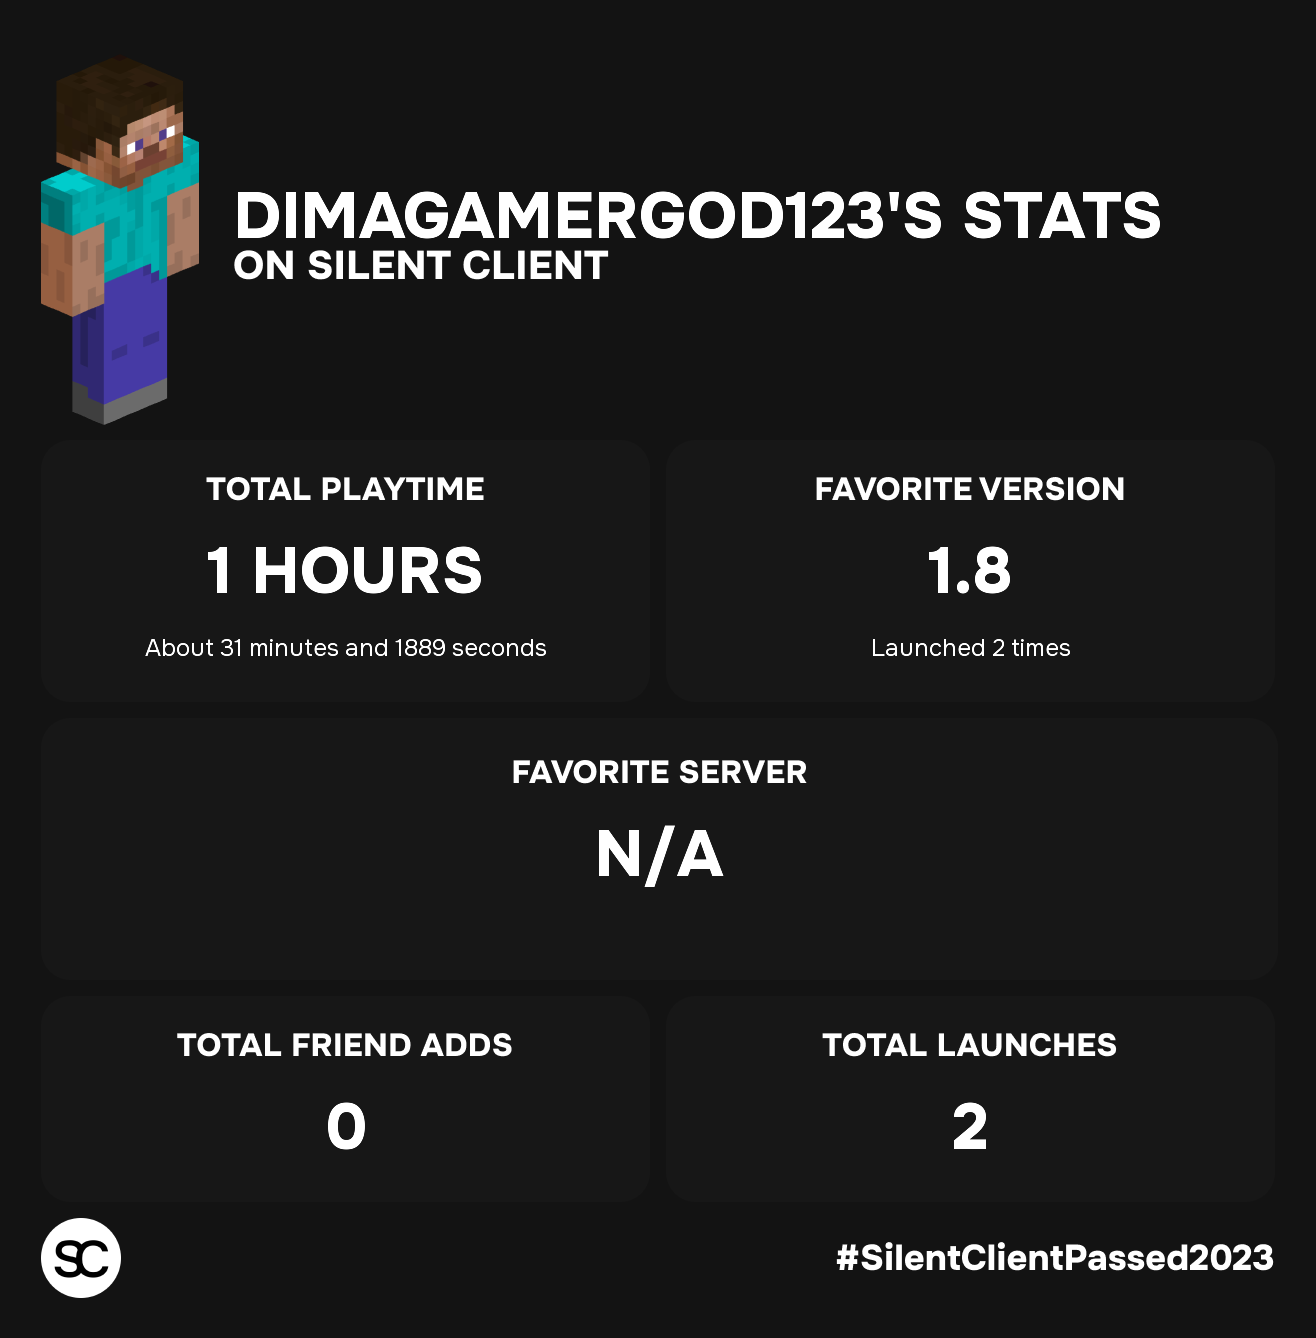 DIMAGAMERGOD123'S STATS
ON SILENT CLIENT
TOTAL PLAYTIME
1 HOURS
About 31 minutes and 1889 seconds
FAVORITE VERSION
1.8
Launched 2 times
FAVORITE SERVER
N/A
TOTAL FRIEND ADDS
0
TOTAL LAUNCHES
2
SC
#SilentClientPassed2023